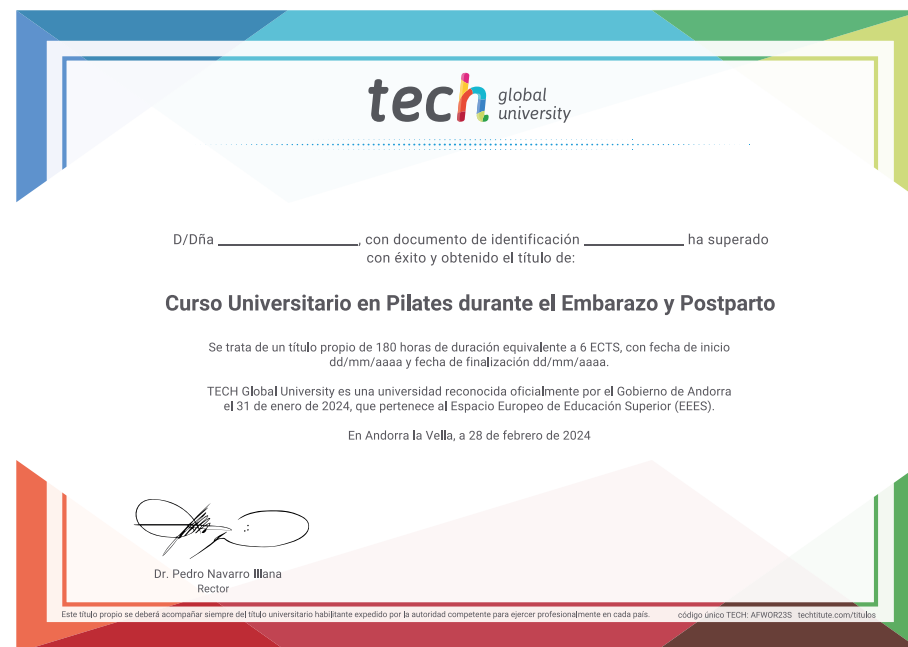 tech global university
D/Dña ____________________, con documento de identificación ______________ ha superado
con éxito y obtenido el título de:
Curso Universitario en Pilates durante el Embarazo y Postparto
Se trata de un título propio de 180 horas de duración equivalente a 6 ECTS, con fecha de inicio
dd/mm/aaaa y fecha de finalización dd/mm/aaaa.
TECH Global University es una universidad reconocida oficialmente por el Gobierno de Andorra
el 31 de enero de 2024, que pertenece al Espacio Europeo de Educación Superior (EEES).
En Andorra la Vella, a 28 de febrero de 2024
Dr. Pedro Navarro Illana
Rector
Este título propio se deberá acompañar siempre del título universitario habilitante expedido por la autoridad competente para ejercer profesionalmente en cada país. código único TECH: AFWOR23S techtitute.com/titulos